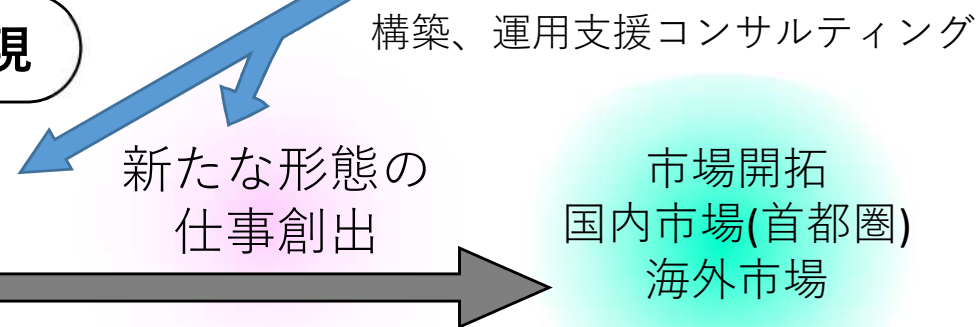 構築、運用支援コンサルティング
現
新たな形態の
仕事創出
市場開拓
国内市場(首都圏)
海外市場